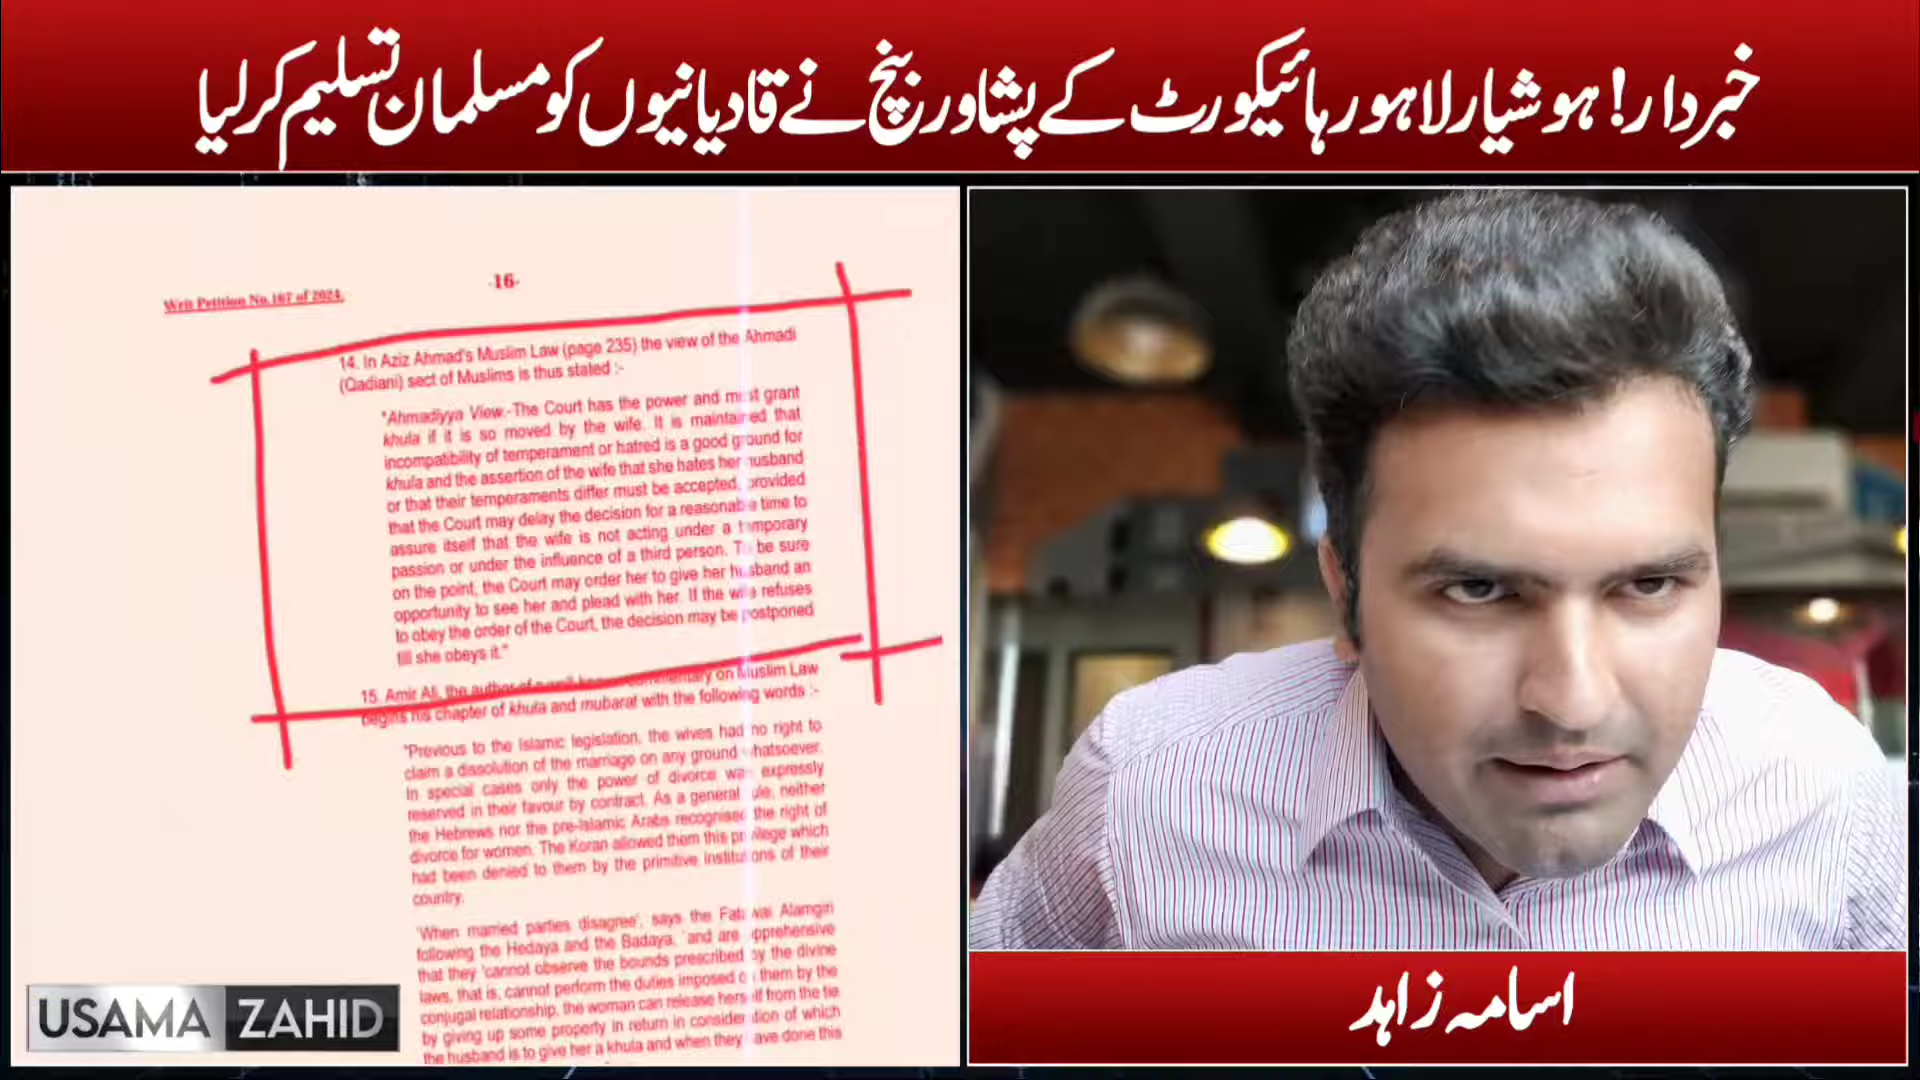 خبردار! ہوشیار لاہور ہائیکورٹ کے پشاور بنچ نے قادیانیوں کو مسلمان تسلیم کر لیا
-16-
Writ Petition No.187 of 2024.
14. In Aziz Ahmad's Muslim Law (page 235) the view of the Ahmadi
(Qadiani) sect of Muslims is thus stated :-
"Ahmadiyya View:-The Court has the power and must grant
khula if it is so moved by the wife. It is maintained that
incompatibility of temperament or hatred is a good ground for
khula and the assertion of the wife that she hates her husband
or that their temperaments differ must be accepted, provided
that the Court may delay the decision for a reasonable time to
assure itself that the wife is not acting under a temporary
passion or under the influence of a third person. To be sure
on the point, the Court may order her to give her husband an
opportunity to see her and plead with her. If the wife refuses
to obey the order of the Court, the decision may be postponed
till she obeys it."
15. Amir Ali, the author of a commentary on Muslim Law
begins his chapter of khula and mubarat with the following words :-
"Previous to the Islamic legislation, the wives had no right to
claim a dissolution of the marriage on any ground whatsoever.
In special cases only the power of divorce was expressly
reserved in their favour by contract. As a general rule, neither
the Hebrews nor the pre-Islamic Arabs recognised the right of
divorce for women. The Koran allowed them this privilege which
had been denied to them by the primitive institutions of their
country.
'When married parties disagree', says the Fatawai Alamgiri
following the Hedaya and the Badaya, 'and are apprehensive
that they 'cannot observe the bounds prescribed by the divine
laws, that is, cannot perform the duties imposed on them by the
conjugal relationship, the woman can release herself from the tie
by giving up some property in return in consideration of which
the husband is to give her a khula and when they have done this
USAMA ZAHID
اسامہ زاہد